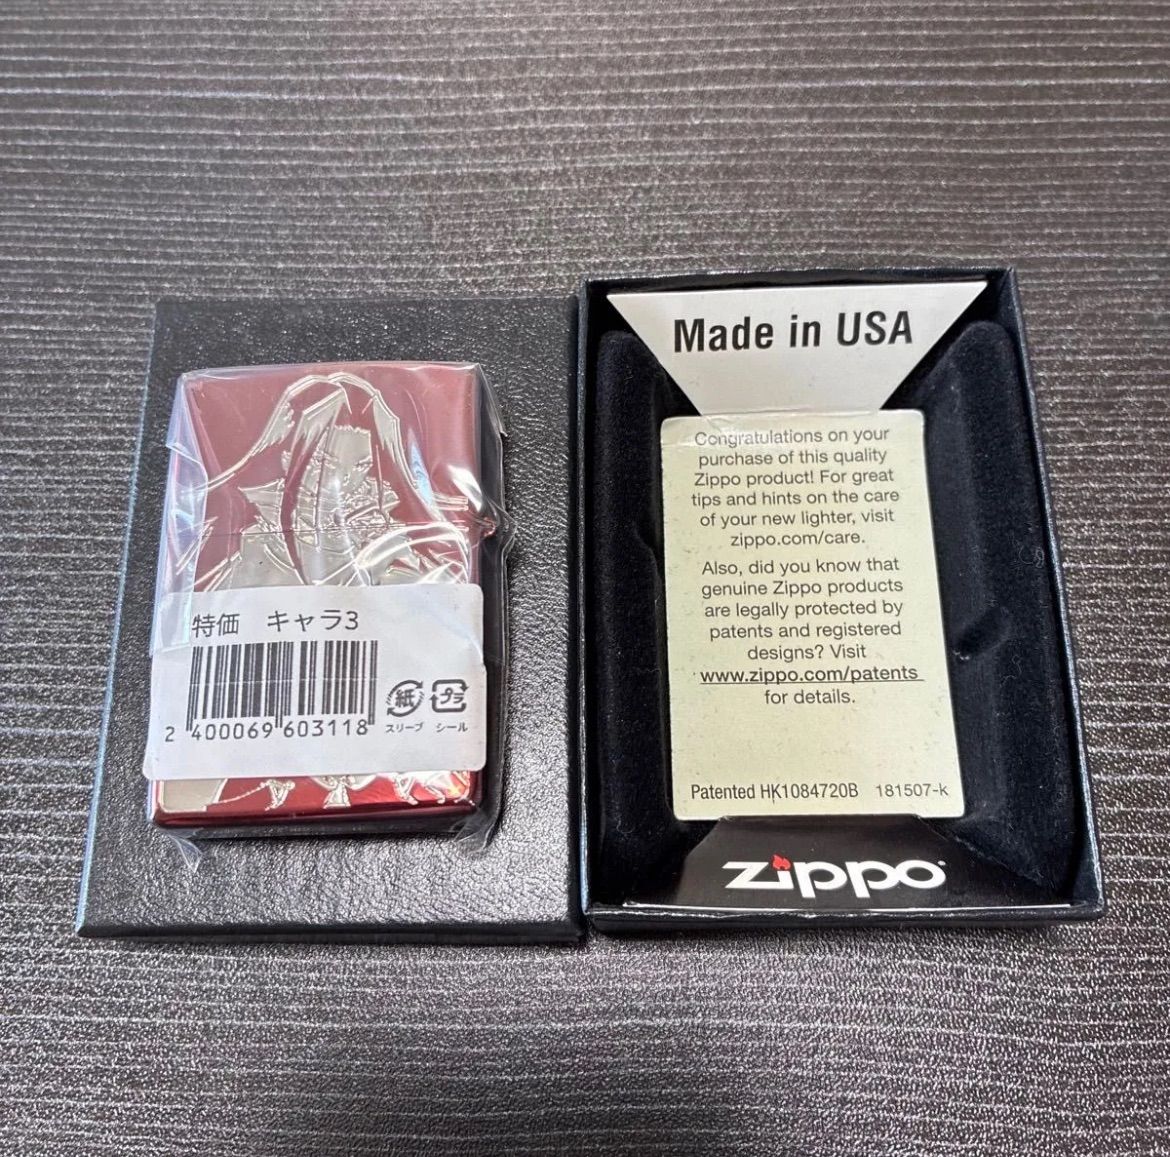 特価 キャラ3
2 400069 603118
紙
プラ
スリーブ シール
Made in USA
Congratulations on your
purchase of this quality
Zippo product! For great
tips and hints on the care
of your new lighter, visit
zippo.com/care.
Also, did you know that
genuine Zippo products
are legally protected by
patents and registered
designs? Visit
www.zippo.com/patents
for details.
Patented HK1084720B 181507-k
zippo